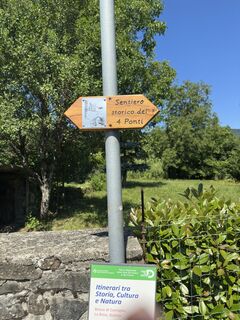 Sentiero
storico dei
4 Ponti
Itinerari tra
Storia, Cultura
e Natura